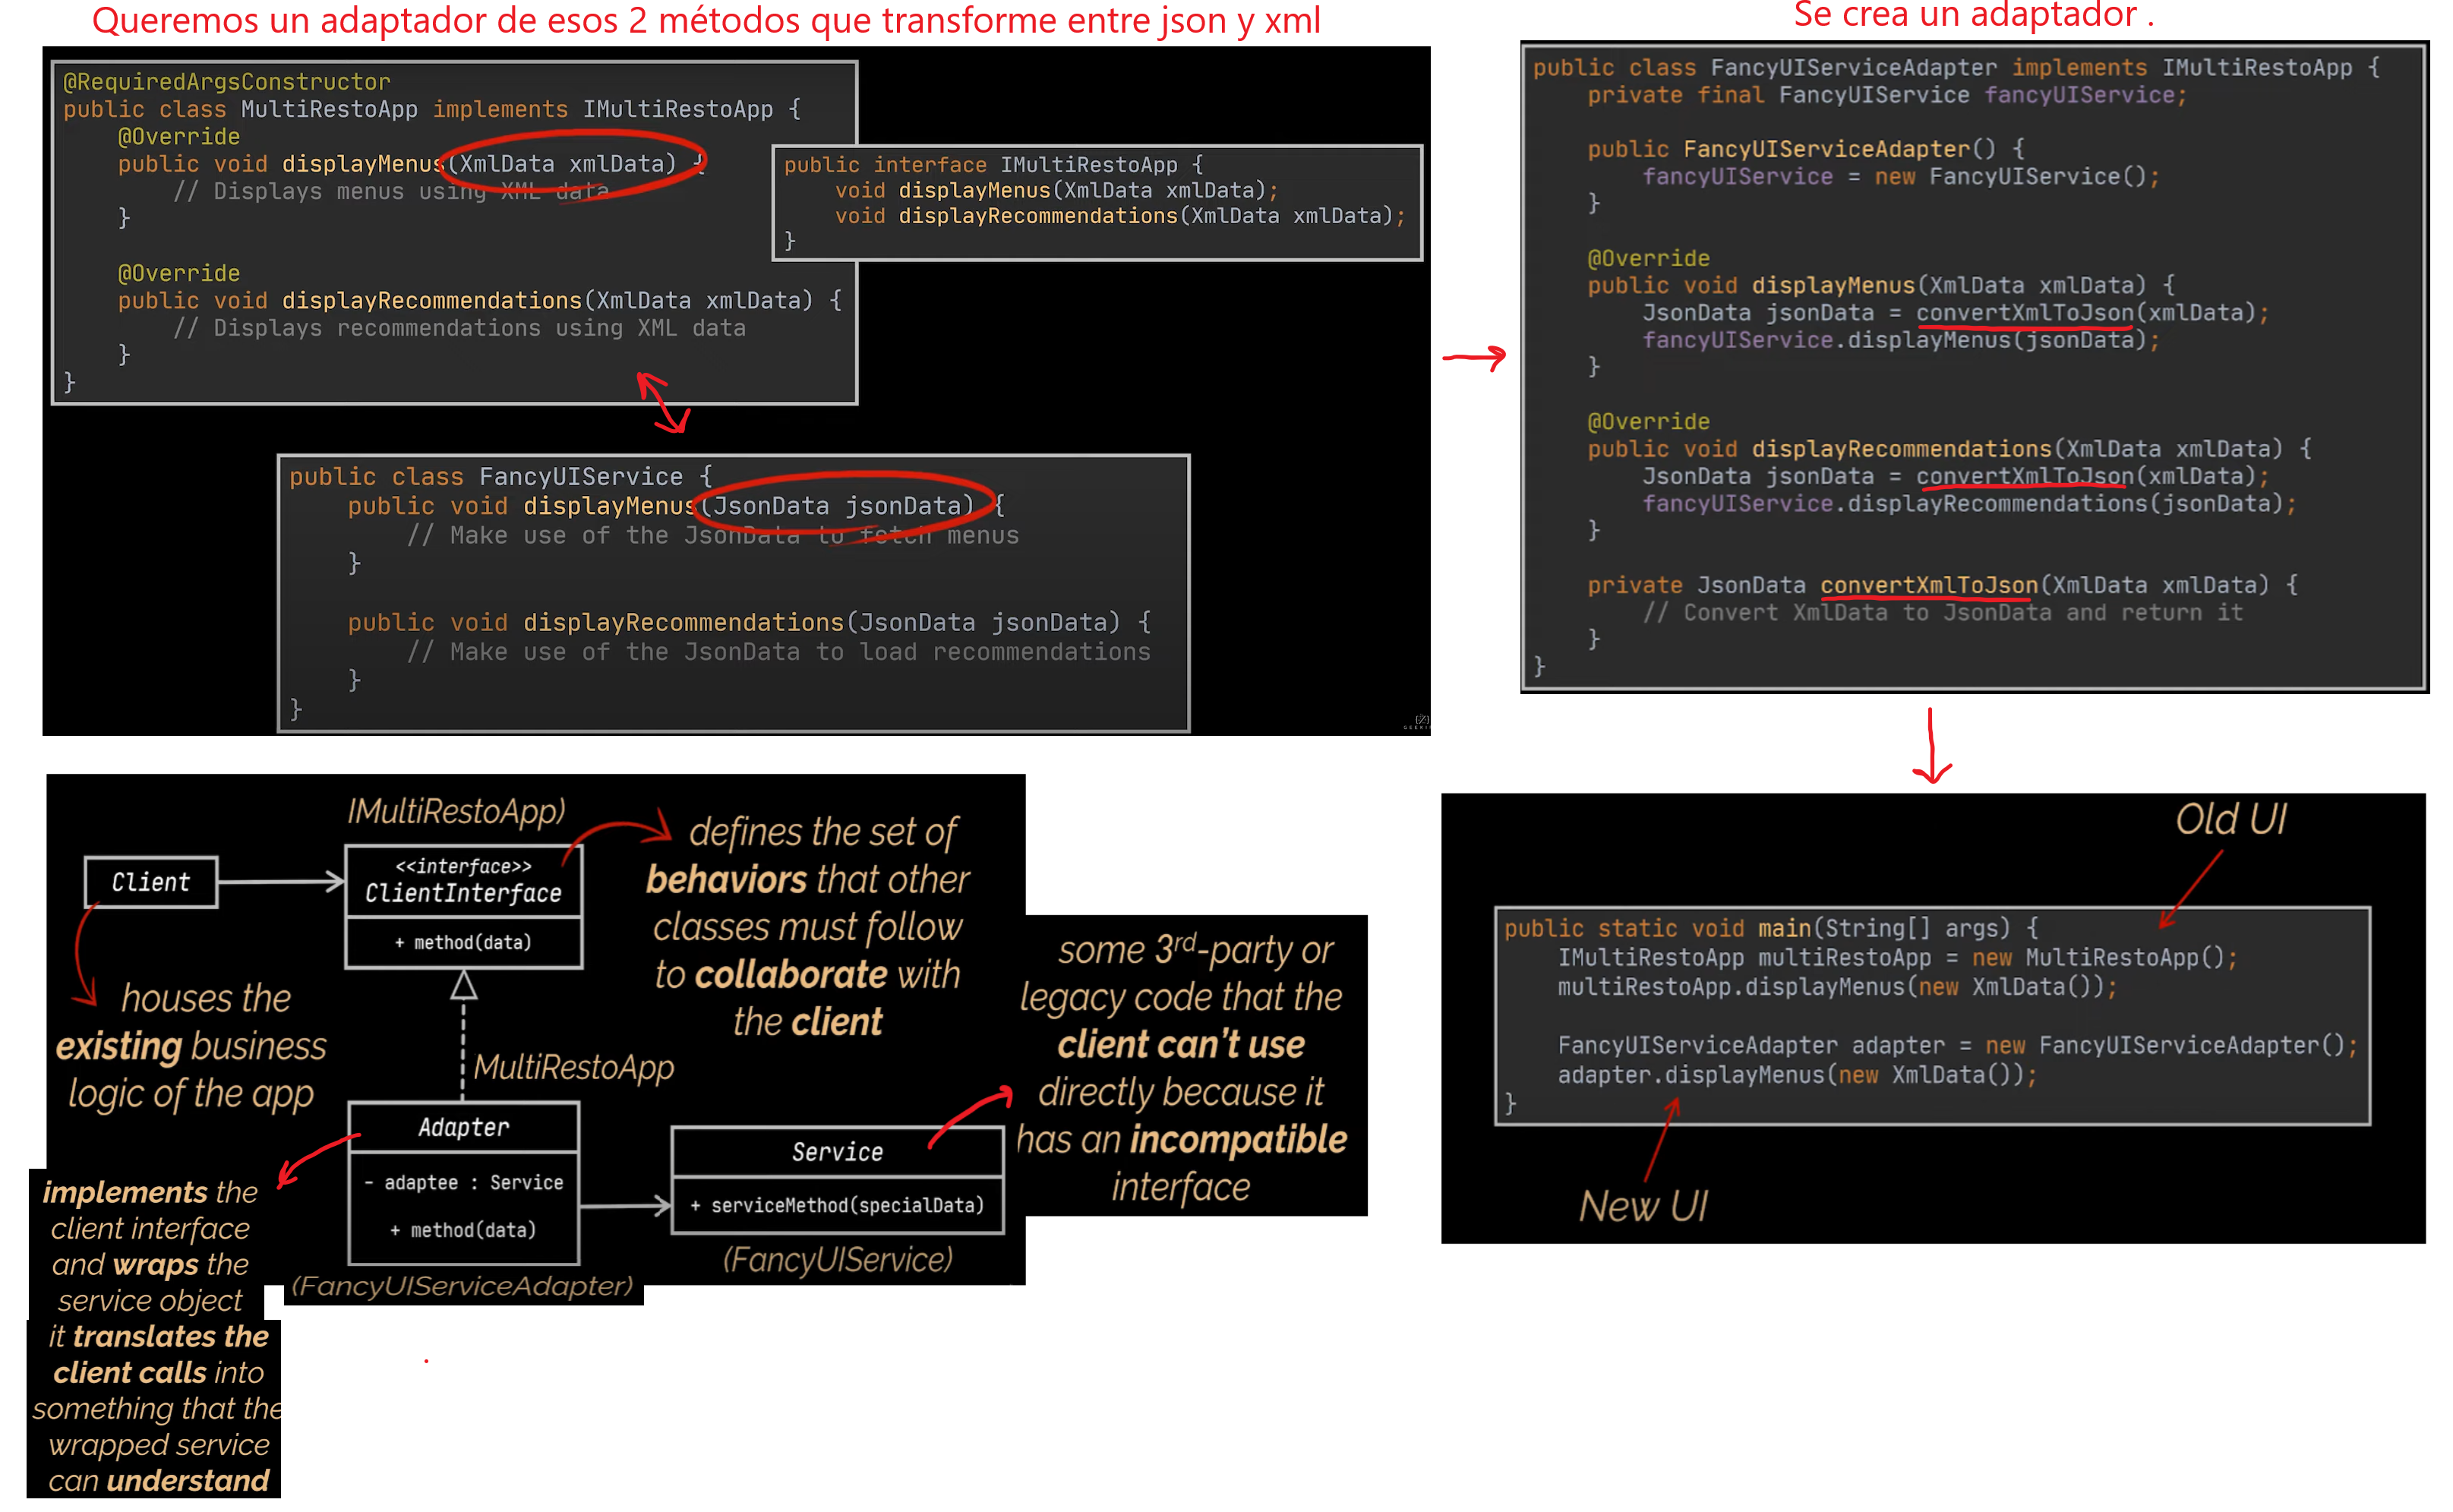 Queremos un adaptador de esos 2 métodos que transforme entre json y xml
@RequiredArgsConstructor
public class MultiRestoApp implements IMultiRestoApp {
@Override
public void displayMenus(XmlData xmlData) {
// Displays menus using XML data
}
@Override
public void displayRecommendations(XmlData xmlData) {
// Displays recommendations using XML data
}
}
public interface IMultiRestoApp {
void displayMenus(XmlData xmlData);
void displayRecommendations(XmlData xmlData);
}
public class FancyUIService {
public void displayMenus(JsonData jsonData) {
// Make use of the JsonData to fetch menus
}
public void displayRecommendations(JsonData jsonData) {
// Make use of the JsonData to load recommendations
}
}
Se crea un adaptador .
public class FancyUIServiceAdapter implements IMultiRestoApp {
private final FancyUIService fancyUIService;
public FancyUIServiceAdapter() {
fancyUIService = new FancyUIService();
}
@Override
public void displayMenus(XmlData xmlData) {
JsonData jsonData = convertXmlToJson(xmlData);
fancyUIService.displayMenus(jsonData);
}
@Override
public void displayRecommendations(XmlData xmlData) {
JsonData jsonData = convertXmlToJson(xmlData);
fancyUIService.displayRecommendations(jsonData);
}
private JsonData convertXmlToJson(XmlData xmlData) {
// Convert XmlData to JsonData and return it
}
}
IMultiRestoApp)
Client
<<interface>>
ClientInterface
+ method(data)
defines the set of
behaviors that other
classes must follow
to collaborate with
the client
houses the
existing business
logic of the app
MultiRestoApp
Adapter
- adaptee : Service
+ method(data)
(FancyUIServiceAdapter)
Service
+ serviceMethod(specialData)
(FancyUIService)
some 3rd-party or
legacy code that the
client can't use
directly because it
has an incompatible
interface
implements the
client interface
and wraps the
service object
it translates the
client calls into
something that the
wrapped service
can understand
Old UI
public static void main(String[] args) {
IMultiRestoApp multiRestoApp = new MultiRestoApp();
multiRestoApp.displayMenus(new XmlData());
FancyUIServiceAdapter adapter = new FancyUIServiceAdapter();
adapter.displayMenus(new XmlData());
}
New UI